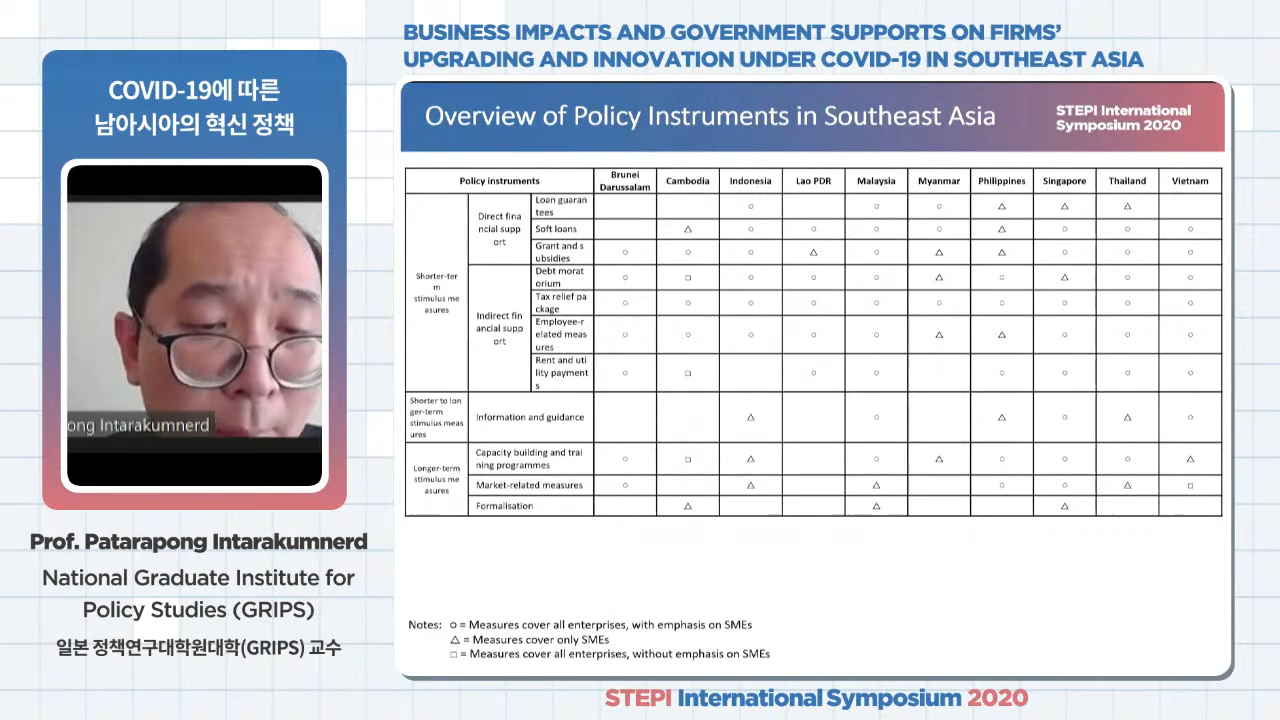 BUSINESS IMPACTS AND GOVERNMENT SUPPORTS ON FIRMS'
UPGRADING AND INNOVATION UNDER COVID-19 IN SOUTHEAST ASIA
COVID-19에 따른
남아시아의 혁신 정책
ong Intarakumnerd
Prof. Patarapong Intarakumnerd
National Graduate Institute for
Policy Studies (GRIPS)
일본 정책연구대학원대학(GRIPS) 교수
Overview of Policy Instruments in Southeast Asia
STEPI International
Symposium 2020
Policy instruments Brunei Darussalam Cambodia Indonesia Lao PDR Malaysia Myanmar Philippines Singapore Thailand Vietnam
Shorter-ter
m
stimulus me
asures
Direct fina
ncial supp
ort
Loan guaran
tees ○ ○ ○ △ △ △
Soft loans △ ○ ○ ○ ○ △ ○ ○ ○
Grant and s
ubsidies ○ ○ ○ △ ○ △ △ ○ ○ ○
Indirect fin
ancial supp
ort
Debt morat
orium ○ □ ○ ○ ○ △ ○ △ ○ ○
Tax relief pa
ckage ○ ○ ○ ○ ○ ○ ○ ○ ○ ○
Employee-r
elated meas
ures ○ ○ ○ ○ ○ △ △ ○ ○ ○
Rent and uti
lity payment
s ○ □ ○ ○ ○ ○ ○ ○
Shorter to lon
ger-term
stimulus meas
ures
Information and guidance △ ○ △ ○ △ ○
Longer-term
stimulus me
asures
Capacity building and trai
ning programmes ○ □ △ ○ △ ○ ○ ○ △
Market-related measures ○ △ △ ○ ○ △ □
Formalisation △ △ △
Notes: ○ = Measures cover all enterprises, with emphasis on SMEs
△ = Measures cover only SMEs
□ = Measures cover all enterprises, without emphasis on SMEs
STEPI International Symposium 2020